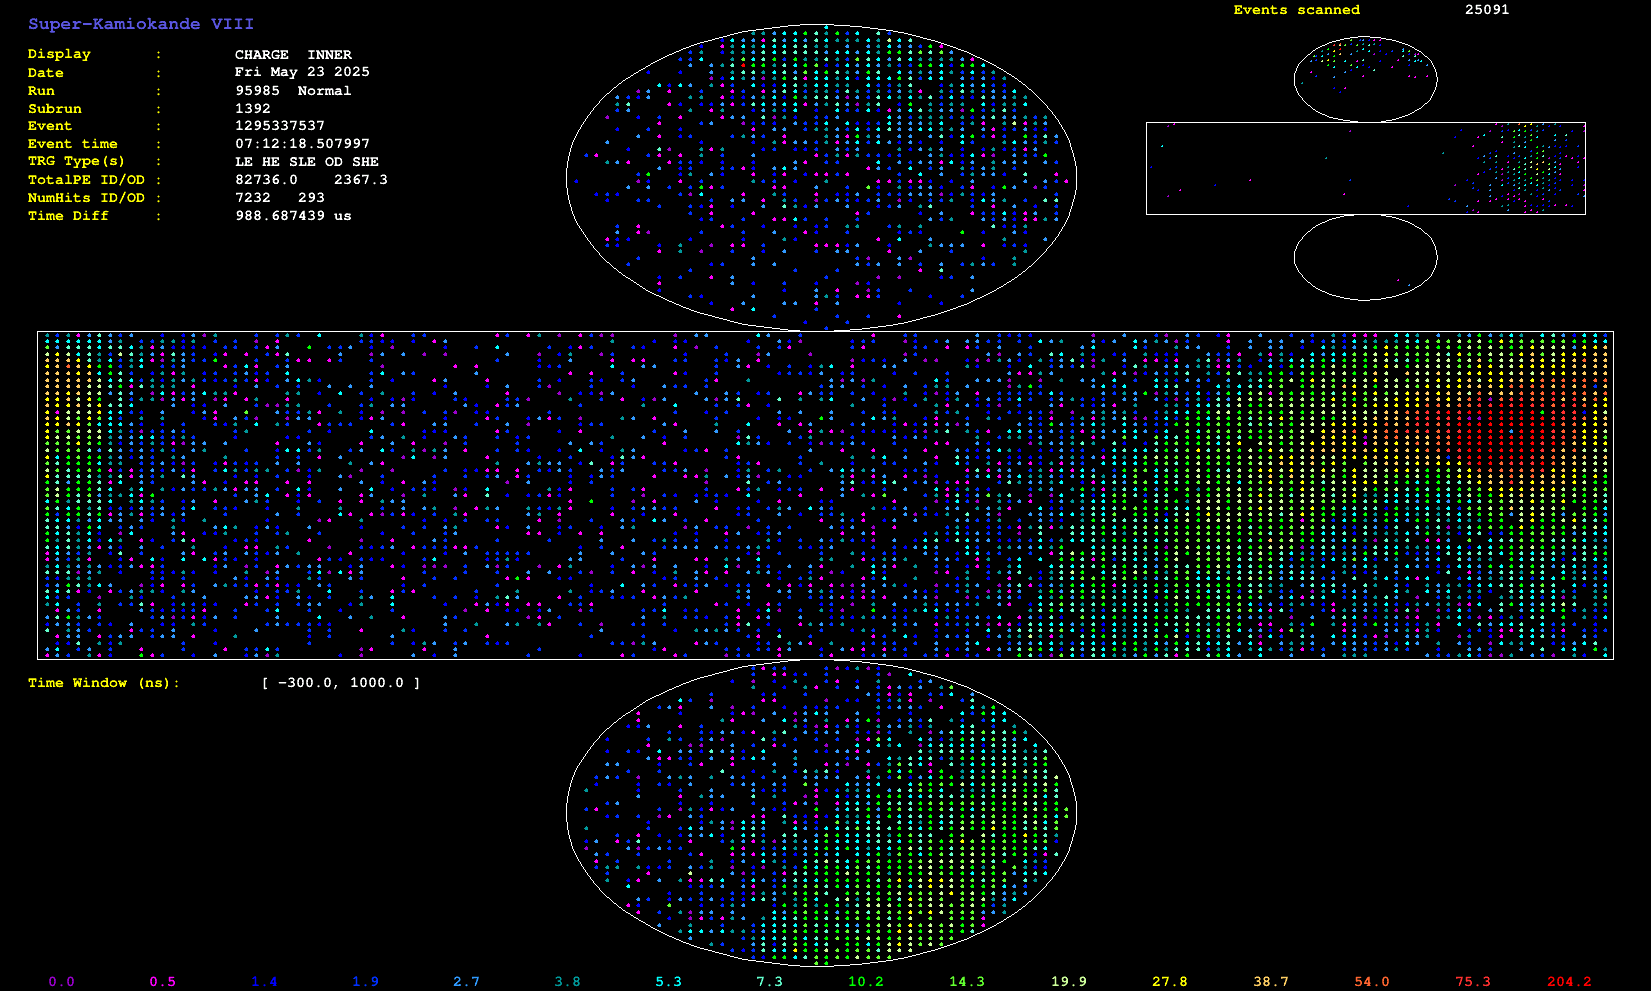 Super-Kamiokande VIII
Events scanned 25091
Display : CHARGE INNER
Date : Fri May 23 2025
Run : 95985 Normal
Subrun : 1392
Event : 1295337537
Event time : 07:12:18.507997
TRG Type(s) : LE HE SLE OD SHE
TotalPE ID/OD : 82736.0 2367.3
NumHits ID/OD : 7232 293
Time Diff : 988.687439 us
Time Window (ns): [ -300.0, 1000.0 ]
0.0 0.5 1.4 1.9 2.7 3.8 5.3 7.3 10.2 14.3 19.9 27.8 38.7 54.0 75.3 204.2